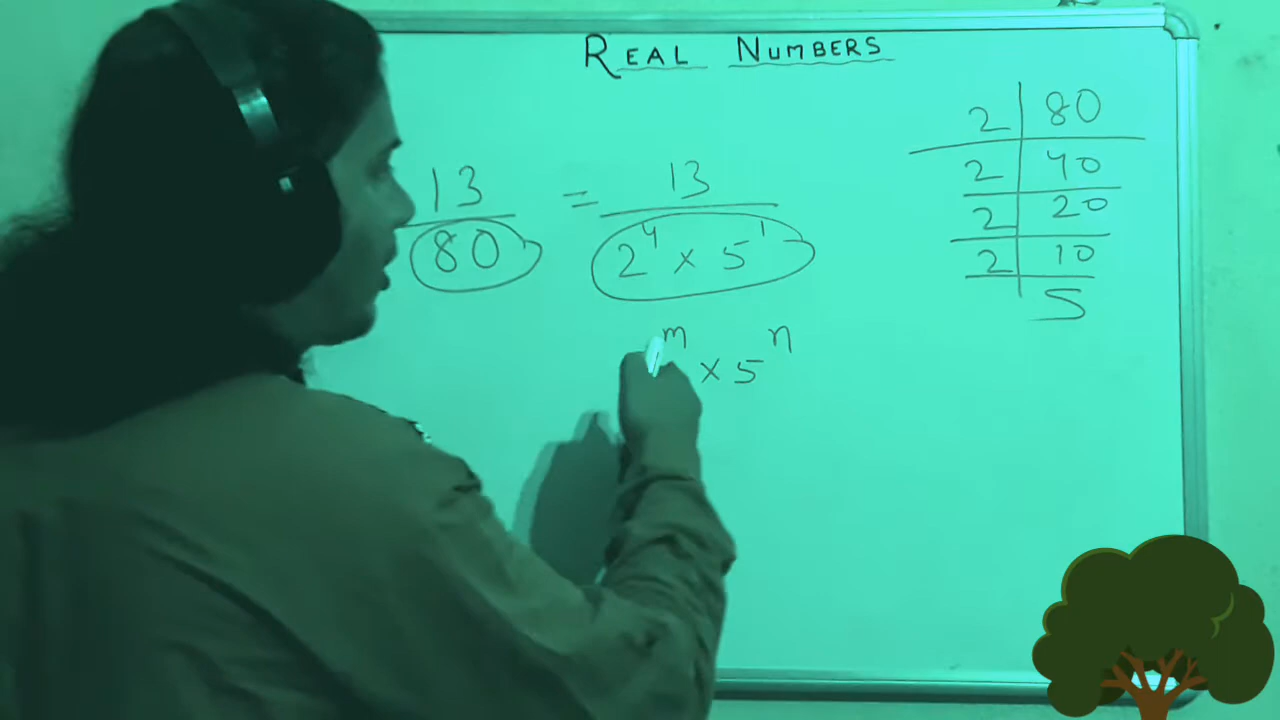 REAL NUMBERS
13/80 = 13/(2⁴ × 5¹)
m × 5ⁿ
2 | 80
2 | 40
2 | 20
2 | 10
5